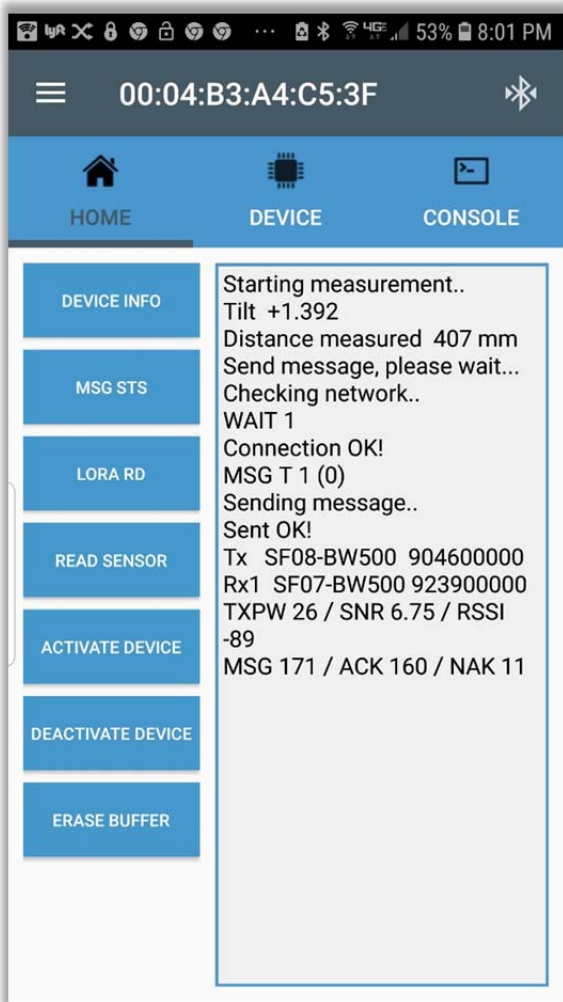 lyR 4G 53% 8:01 PM
00:04:B3:A4:C5:3F
HOME DEVICE CONSOLE
DEVICE INFO
MSG STS
LORA RD
READ SENSOR
ACTIVATE DEVICE
DEACTIVATE DEVICE
ERASE BUFFER
Starting measurement..
Tilt +1.392
Distance measured 407 mm
Send message, please wait...
Checking network..
WAIT 1
Connection OK!
MSG T 1 (0)
Sending message..
Sent OK!
Tx SF08-BW500 904600000
Rx1 SF07-BW500 923900000
TXPW 26 / SNR 6.75 / RSSI
-89
MSG 171 / ACK 160 / NAK 11